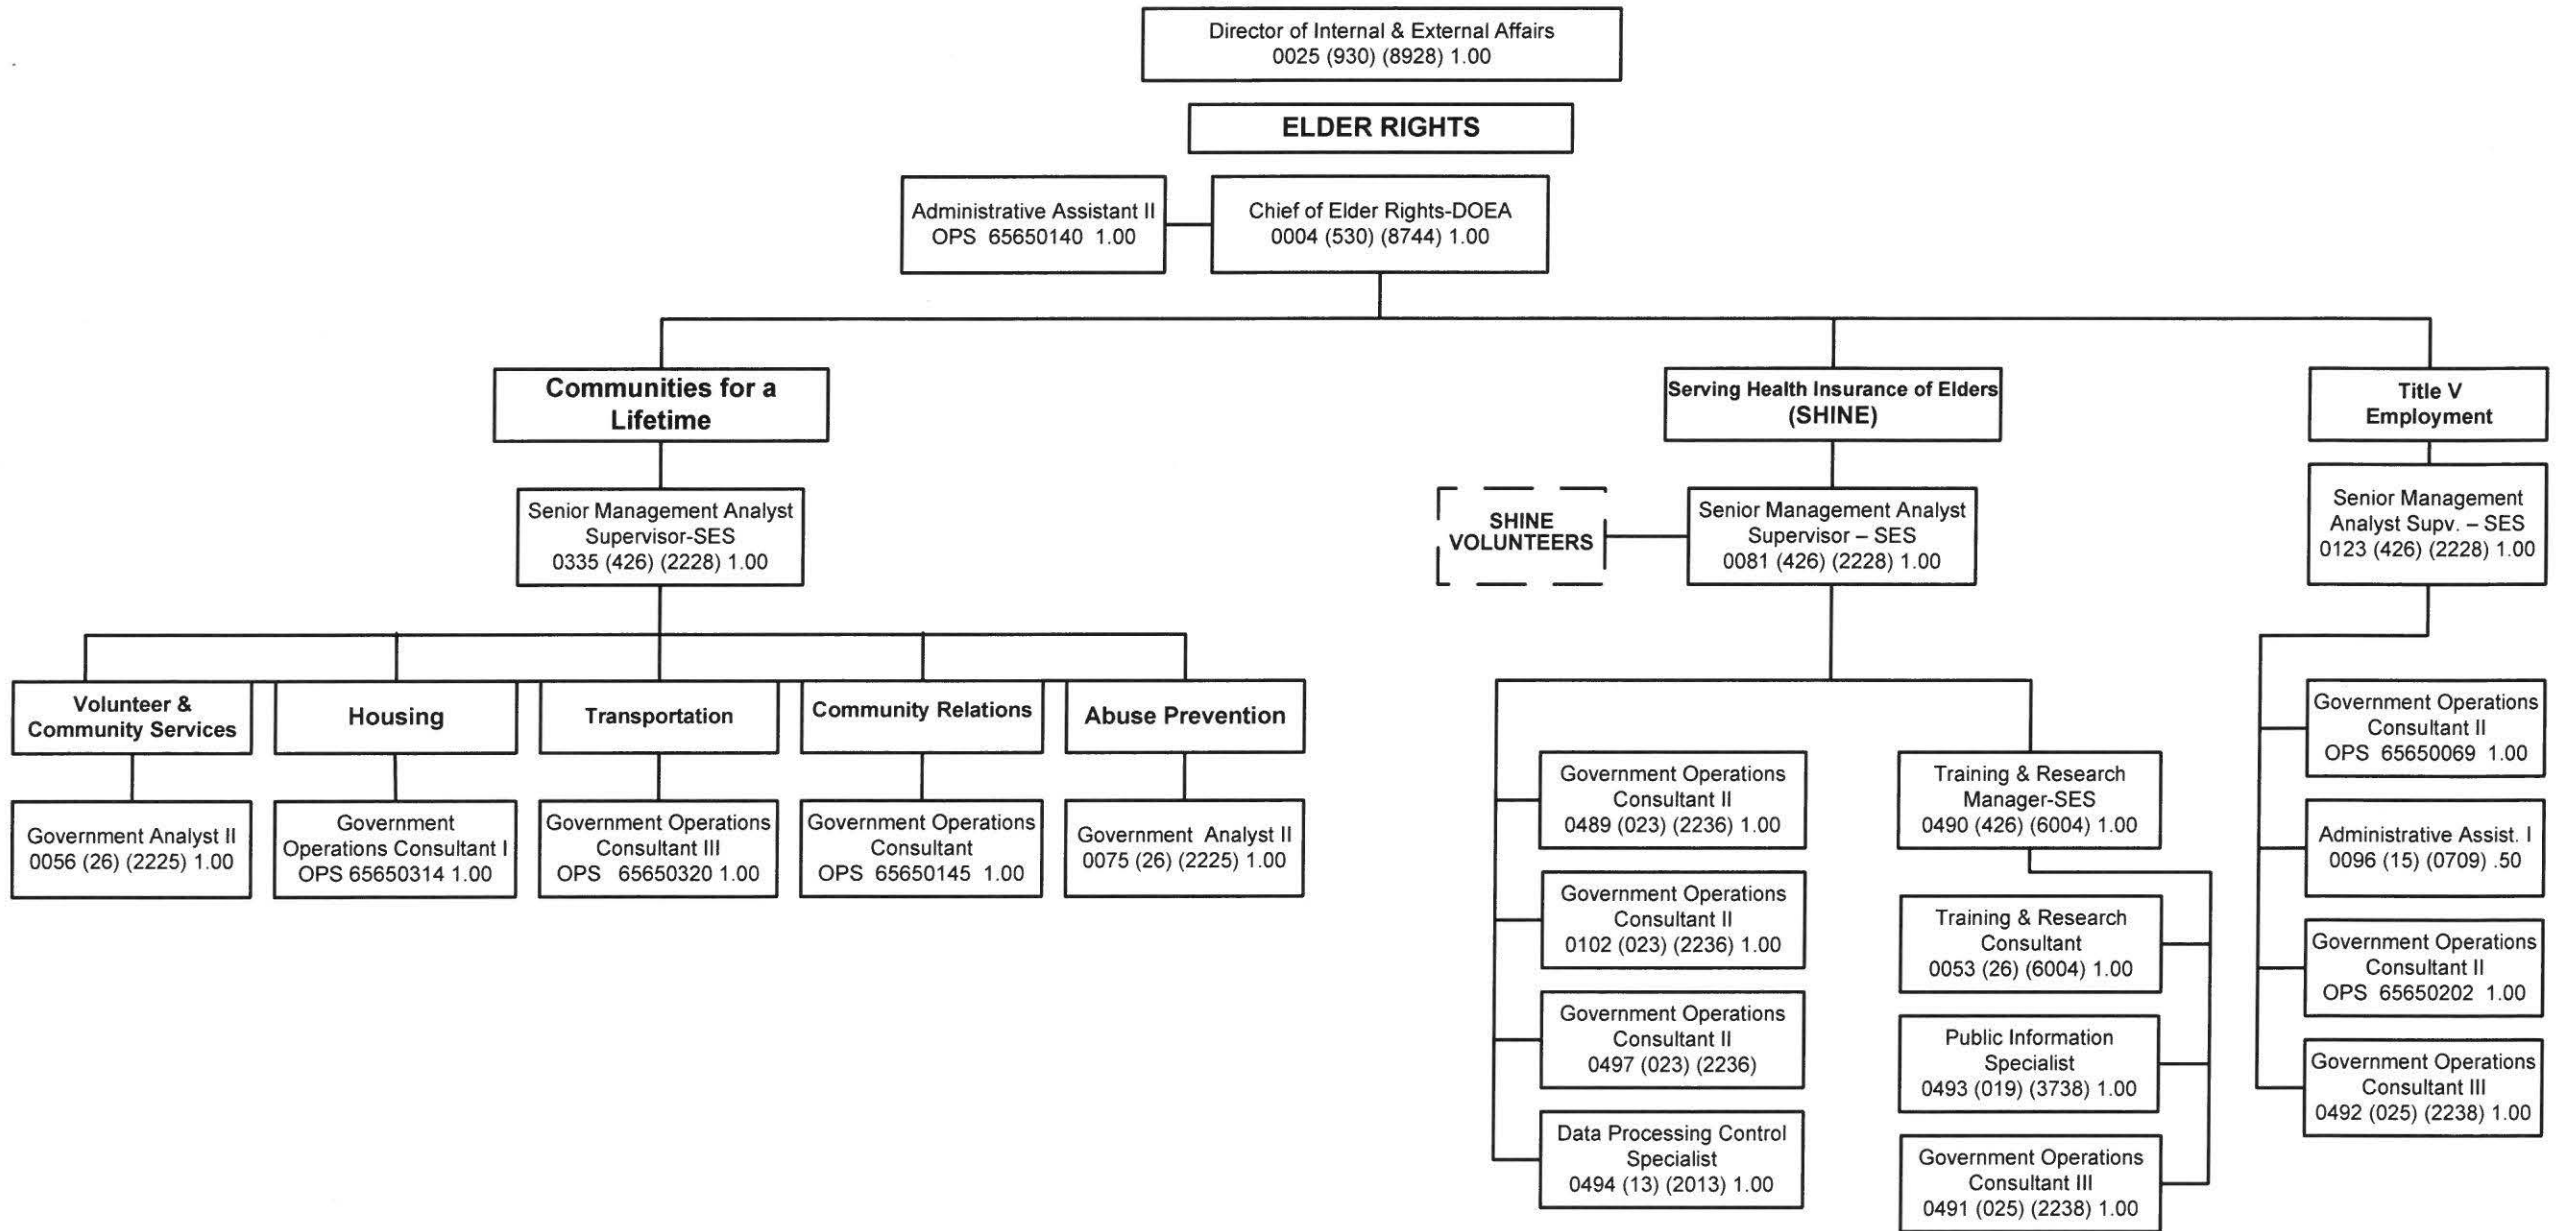 Director of Internal & External Affairs
0025 (930) (8928) 1.00
ELDER RIGHTS
Administrative Assistant II
OPS 65650140 1.00
Chief of Elder Rights-DOEA
0004 (530) (8744) 1.00
Communities for a
Lifetime
Serving Health Insurance of Elders
(SHINE)
Title V
Employment
Senior Management Analyst
Supervisor-SES
0335 (426) (2228) 1.00
SHINE
VOLUNTEERS
Senior Management Analyst
Supervisor – SES
0081 (426) (2228) 1.00
Senior Management
Analyst Supv. – SES
0123 (426) (2228) 1.00
Volunteer &
Community Services
Housing
Transportation
Community Relations
Abuse Prevention
Government Analyst II
0056 (26) (2225) 1.00
Government
Operations Consultant I
OPS 65650314 1.00
Government Operations
Consultant III
OPS 65650320 1.00
Government Operations
Consultant
OPS 65650145 1.00
Government Analyst II
0075 (26) (2225) 1.00
Government Operations
Consultant II
0489 (023) (2236) 1.00
Government Operations
Consultant II
0102 (023) (2236) 1.00
Government Operations
Consultant II
0497 (023) (2236)
Data Processing Control
Specialist
0494 (13) (2013) 1.00
Training & Research
Manager-SES
0490 (426) (6004) 1.00
Training & Research
Consultant
0053 (26) (6004) 1.00
Public Information
Specialist
0493 (019) (3738) 1.00
Government Operations
Consultant III
0491 (025) (2238) 1.00
Government Operations
Consultant II
OPS 65650069 1.00
Administrative Assist. I
0096 (15) (0709) .50
Government Operations
Consultant II
OPS 65650202 1.00
Government Operations
Consultant III
0492 (025) (2238) 1.00